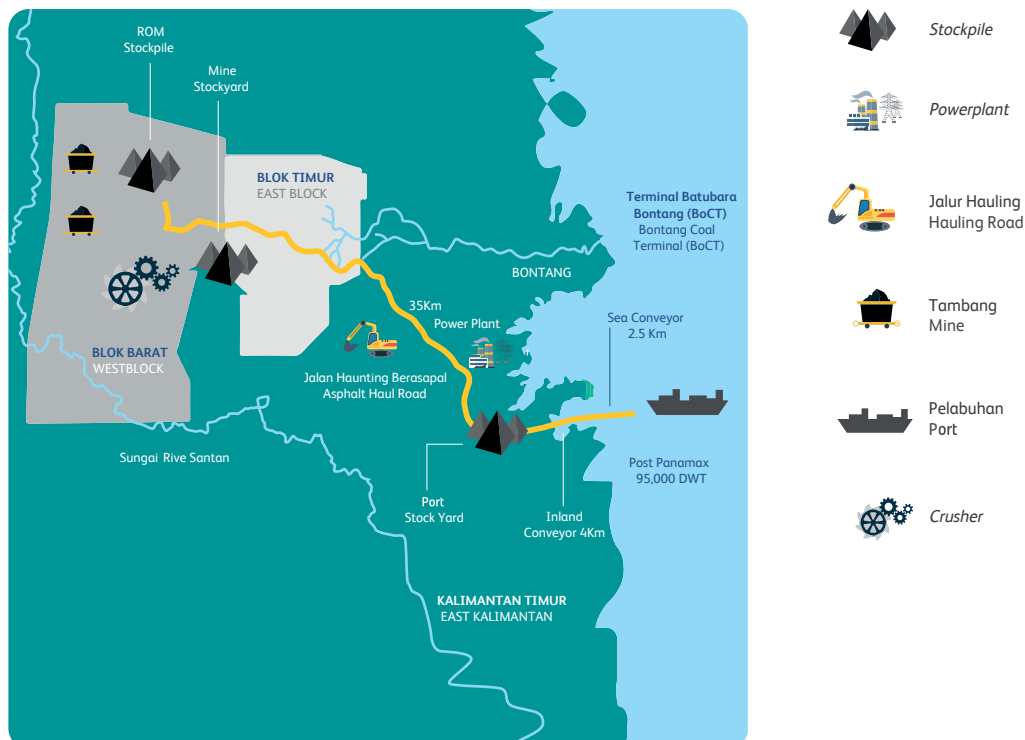 ROM
Stockpile
Mine
Stockyard
BLOK TIMUR
EAST BLOCK
Terminal Batubara
Bontang (BoCT)
Bontang Coal
Terminal (BoCT)
BONTANG
35Km
Power Plant
Sea Conveyor
2.5 Km
BLOK BARAT
WESTBLOCK
Jalan Haunting Berasapal
Asphalt Haul Road
Sungai Rive Santan
Port
Stock Yard
Inland
Conveyor 4Km
Post Panamax
95,000 DWT
KALIMANTAN TIMUR
EAST KALIMANTAN
Stockpile
Powerplant
Jalur Hauling
Hauling Road
Tambang
Mine
Pelabuhan
Port
Crusher